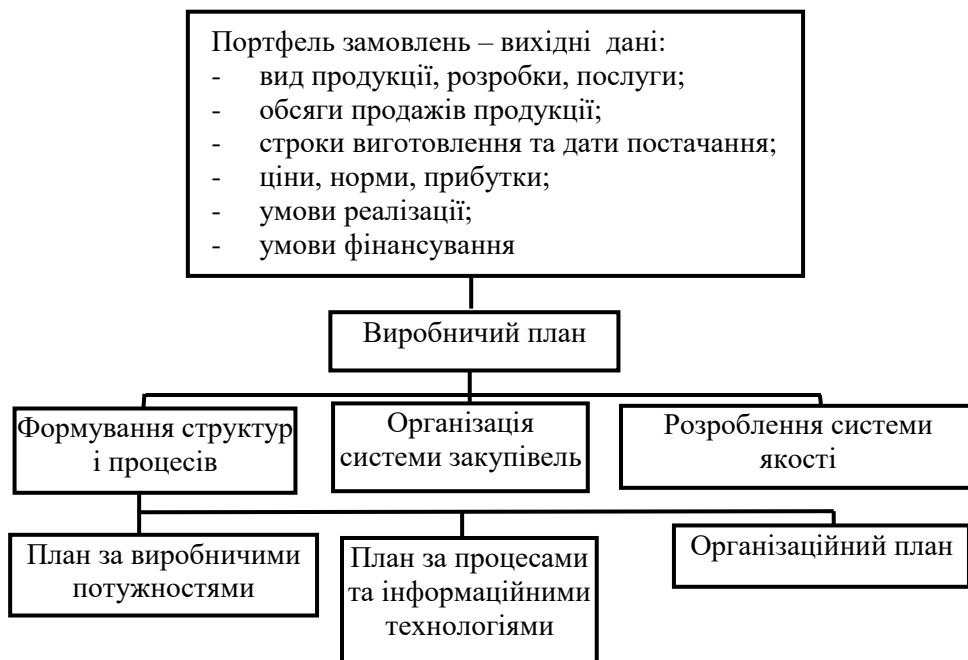 Портфель замовлень – вихідні дані:
- вид продукції, розробки, послуги;
- обсяги продажів продукції;
- строки виготовлення та дати постачання;
- ціни, норми, прибутки;
- умови реалізації;
- умови фінансування
Виробничий план
Формування структур
і процесів
Організація
системи закупівель
Розроблення системи
якості
План за виробничими
потужностями
План за процесами
та інформаційними
технологіями
Організаційний план